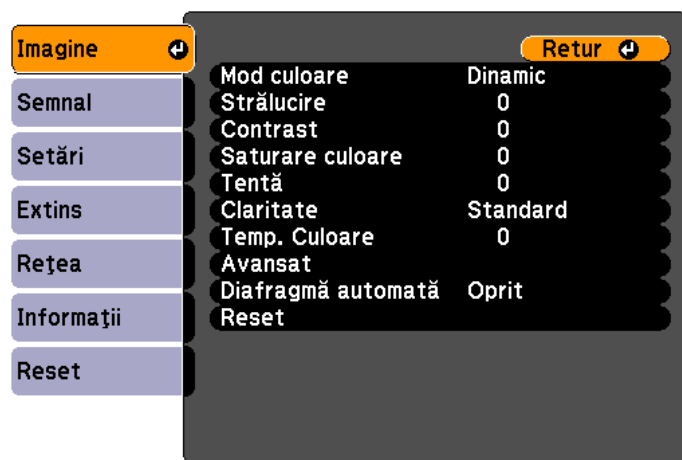 Imagine
Semnal
Setări
Extins
Reţea
Informaţii
Reset
Retur
Mod culoare Dinamic
Strălucire 0
Contrast 0
Saturare culoare 0
Tentă 0
Claritate Standard
Temp. Culoare 0
Avansat
Diafragmă automată Oprit
Reset